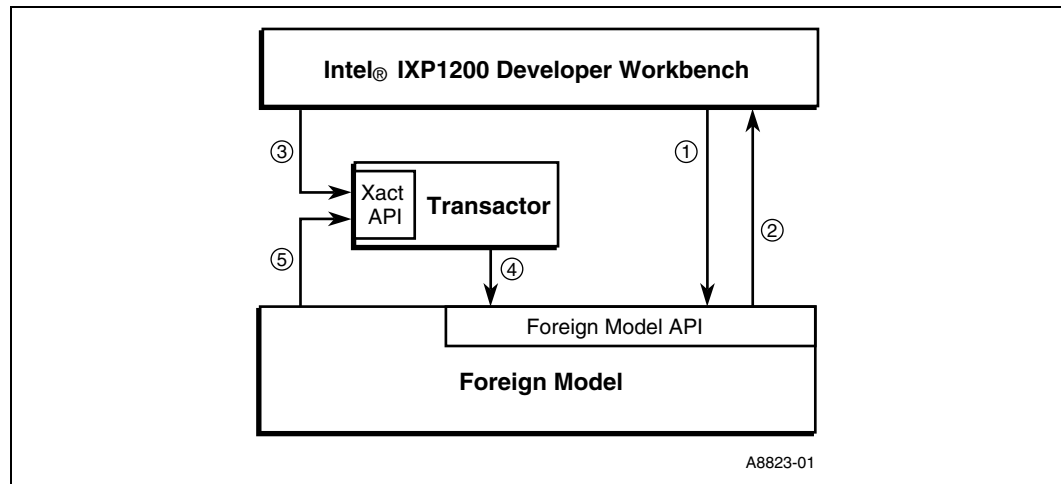 Intel® IXP1200 Developer Workbench
③
①
Xact
API
Transactor
②
⑤
④
Foreign Model API
Foreign Model
A8823-01